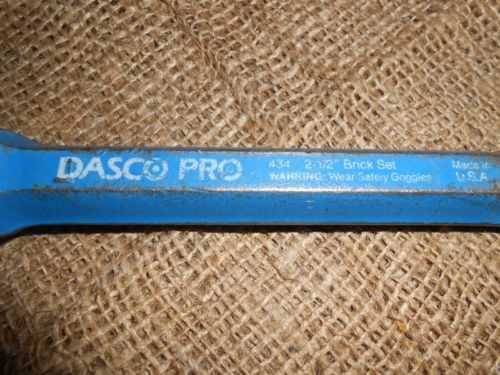 DASCO PRO
434 2-1/2" Brick Set
WARNING: Wear Safety Goggles
Made in
U.S.A